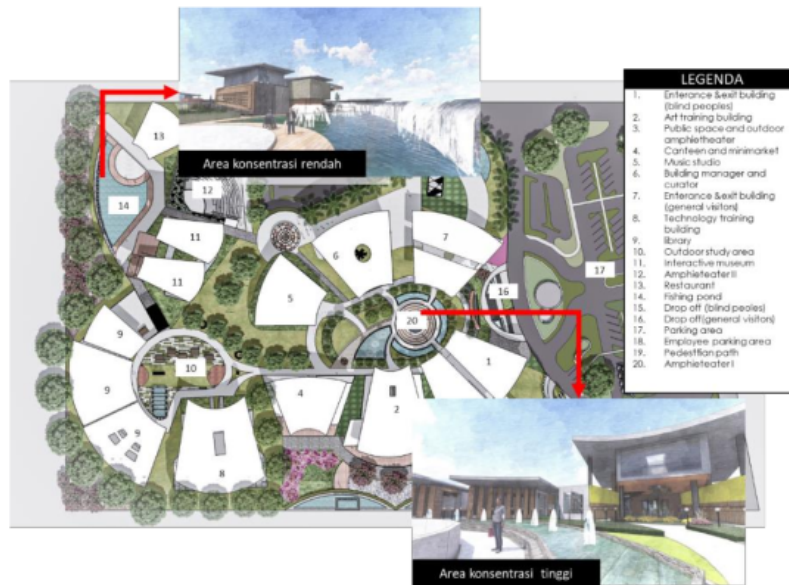 Area konsentrasi rendah
LEGENDA
1. Enterance &exit building
(blind peoples)
2. Art training building
3. Public space and outdoor
amphietheater
4. Canteen and minimarket
5. Music studio
6. Building manager and
curator
7. Enterance &exit building
(general visitors)
8. Technology training
building
9. library
10. Outdoor study area
11. Interactive museum
12. Amphieteater II
13. Restaurant
14. Fishing pond
15. Drop off (blind peoples)
16. Drop off(general visitors)
17. Parking area
18. Employee parking area
19. Pedesttian path
20. Amphieteater I
13
12
14
11
11
7
6
17
16
5
20
9
10
1
9
4
2
9
8
Area konsentrasi tinggi